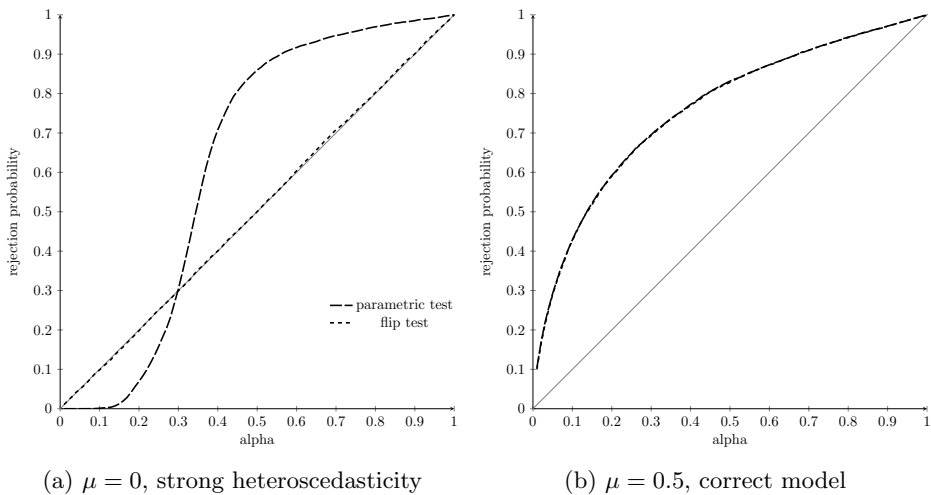 1
0.9
0.8
0.7
0.6
0.5
0.4
0.3
0.2
0.1
0
rejection probability
0 0.1 0.2 0.3 0.4 0.5 0.6 0.7 0.8 0.9 1
alpha
parametric test
flip test
(a) μ = 0, strong heteroscedasticity
1
0.9
0.8
0.7
0.6
0.5
0.4
0.3
0.2
0.1
0
rejection probability
0 0.1 0.2 0.3 0.4 0.5 0.6 0.7 0.8 0.9 1
alpha
(b) μ = 0.5, correct model